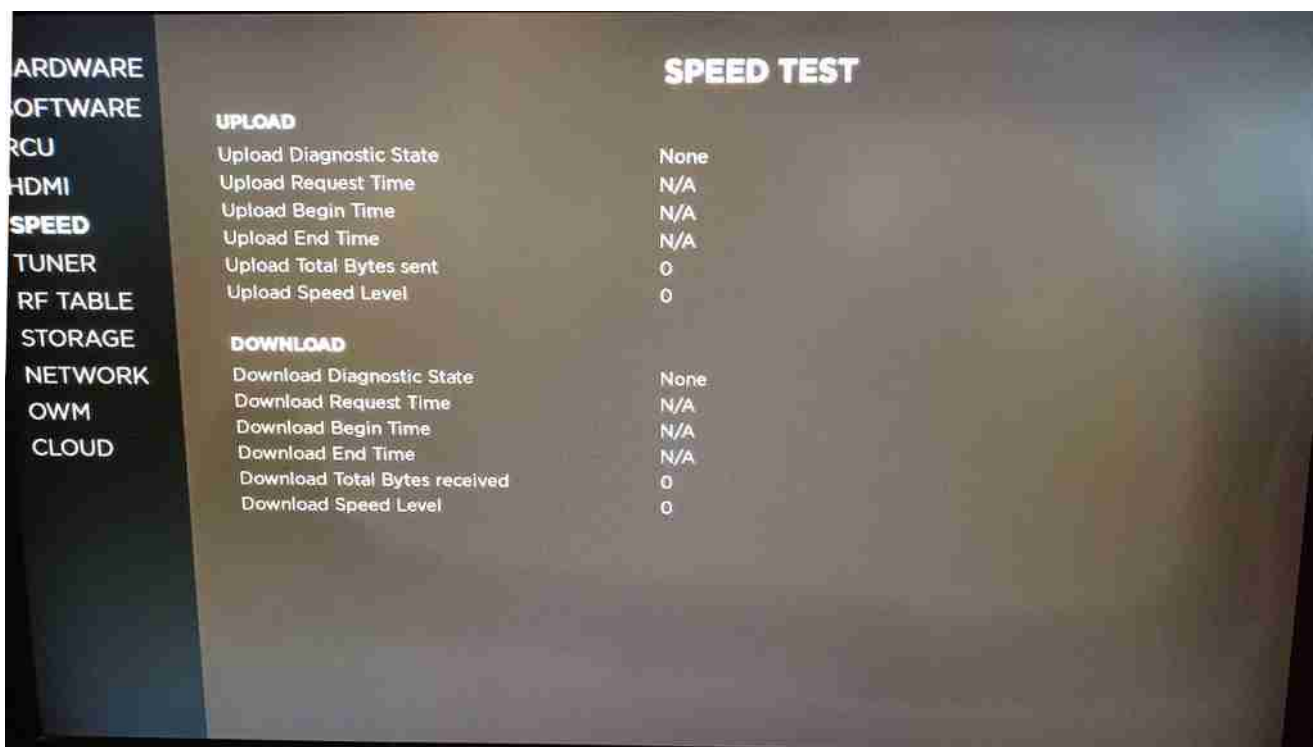 ARDWARE
OFTWARE
RCU
HDMI
SPEED
TUNER
RF TABLE
STORAGE
NETWORK
OWM
CLOUD
SPEED TEST
UPLOAD
Upload Diagnostic State None
Upload Request Time N/A
Upload Begin Time N/A
Upload End Time N/A
Upload Total Bytes sent 0
Upload Speed Level 0
DOWNLOAD
Download Diagnostic State None
Download Request Time N/A
Download Begin Time N/A
Download End Time N/A
Download Total Bytes received 0
Download Speed Level 0